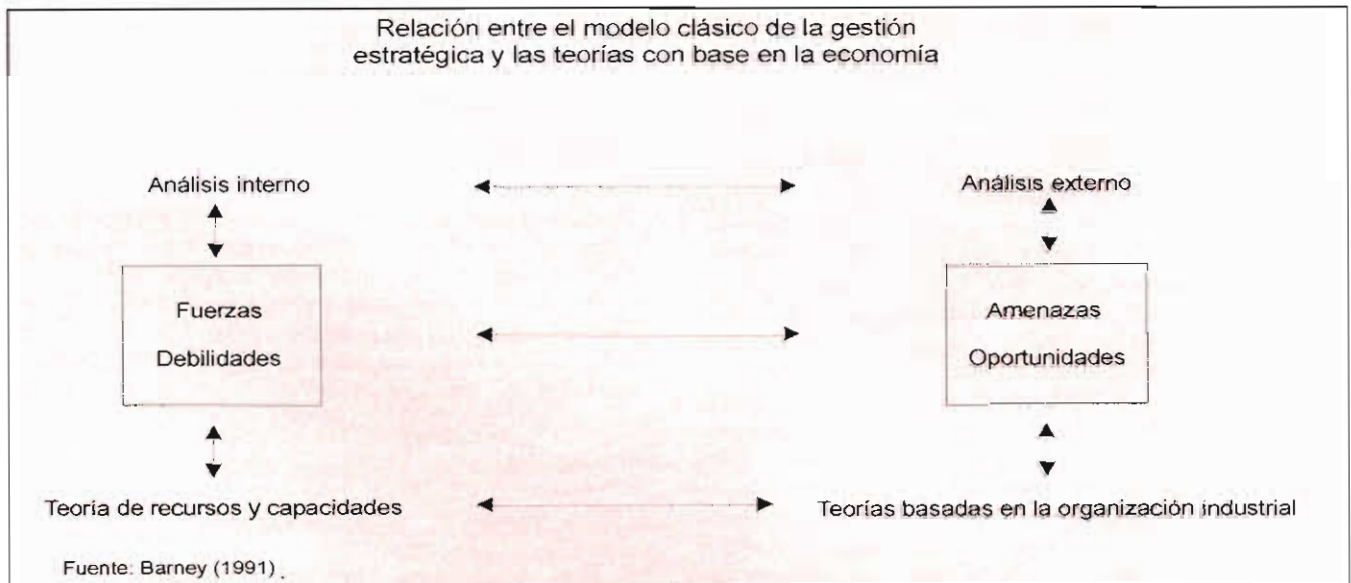 Relación entre el modelo clásico de la gestión
estratégica y las teorías con base en la economía
Análisis interno
Análisis externo
Fuerzas
Debilidades
Amenazas
Oportunidades
Teoría de recursos y capacidades
Teorías basadas en la organización industrial
Fuente: Barney (1991) .